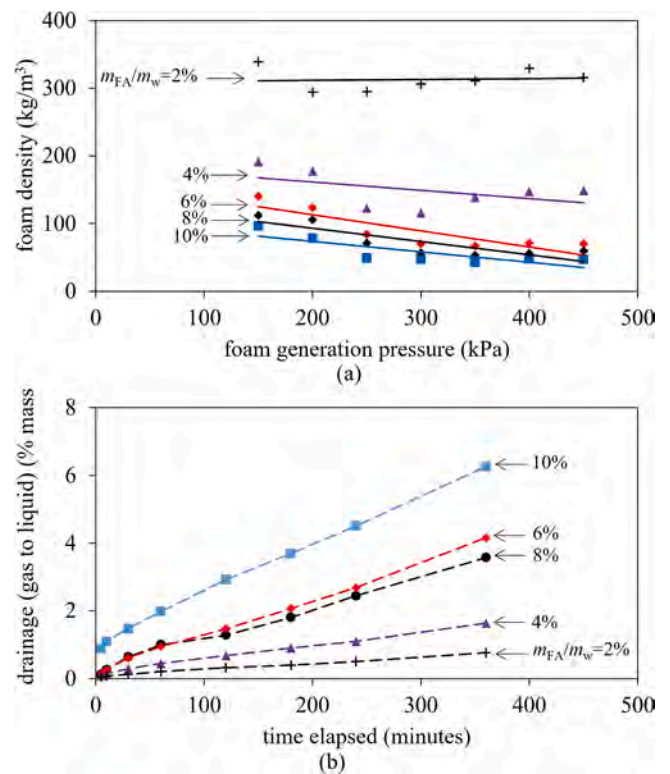 400
300
200
100
0
foam density (kg/m³)
m_FA/m_w=2%
4%
6%
8%
10%
0 100 200 300 400 500
foam generation pressure (kPa)
(a)
8
6
4
2
0
drainage (gas to liquid) (% mass
10%
6%
8%
4%
m_FA/m_w=2%
0 100 200 300 400 500
time elapsed (minutes)
(b)